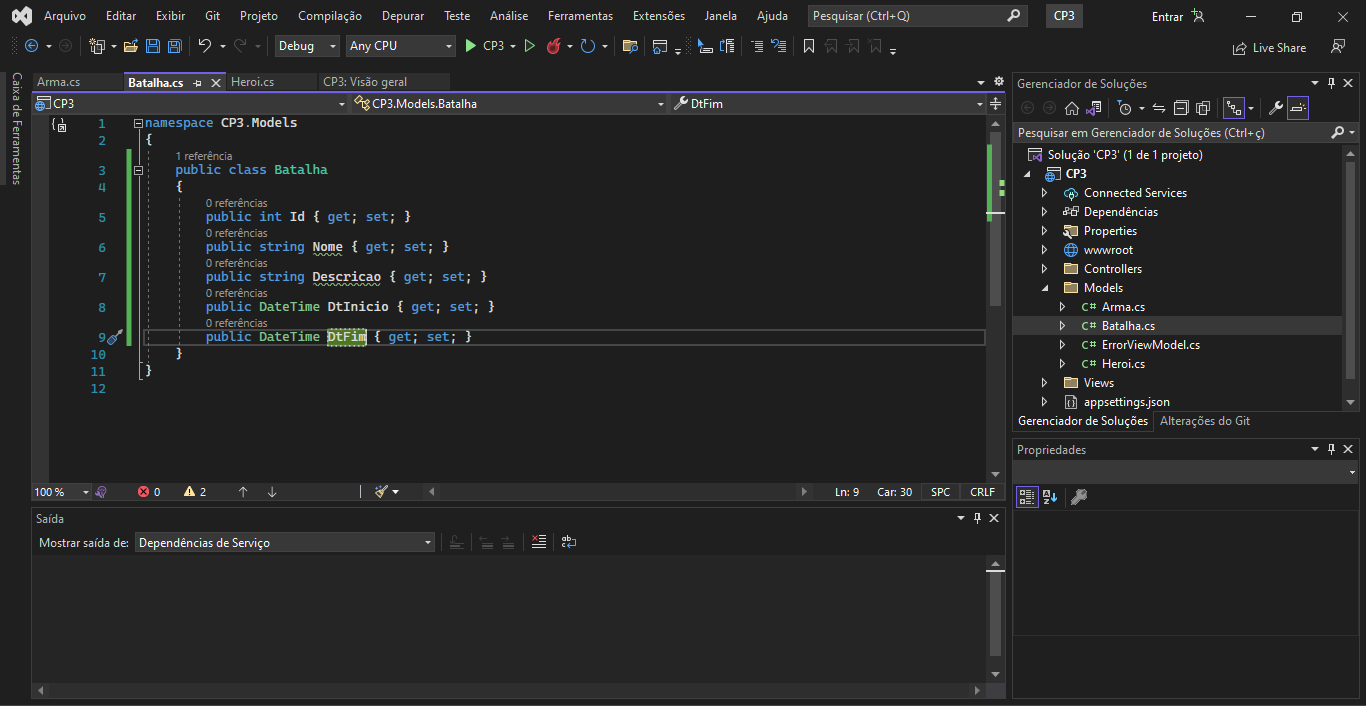 Arquivo Editar Exibir Git Projeto Compilação Depurar Teste Análise Ferramentas Extensões Janela Ajuda Pesquisar (Ctrl+Q) CP3 Entrar
Debug Any CPU CP3 Live Share
Caixa de Ferramentas
Arma.cs Batalha.cs Heroi.cs CP3: Visão geral
CP3 CP3.Models.Batalha DtFim
1 namespace CP3.Models
2 {
1 referência
3 public class Batalha
4 {
0 referências
5 public int Id { get; set; }
0 referências
6 public string Nome { get; set; }
0 referências
7 public string Descricao { get; set; }
0 referências
8 public DateTime DtInicio { get; set; }
0 referências
9 public DateTime DtFim { get; set; }
10 }
11 }
12
100 % 0 2 Ln: 9 Car: 30 SPC CRLF
Saída
Mostrar saída de: Dependências de Serviço
Gerenciador de Soluções
Pesquisar em Gerenciador de Soluções (Ctrl+ç)
Solução 'CP3' (1 de 1 projeto)
CP3
Connected Services
Dependências
Properties
wwwroot
Controllers
Models
C# Arma.cs
C# Batalha.cs
C# ErrorViewModel.cs
C# Heroi.cs
Views
appsettings.json
Gerenciador de Soluções Alterações do Git
Propriedades